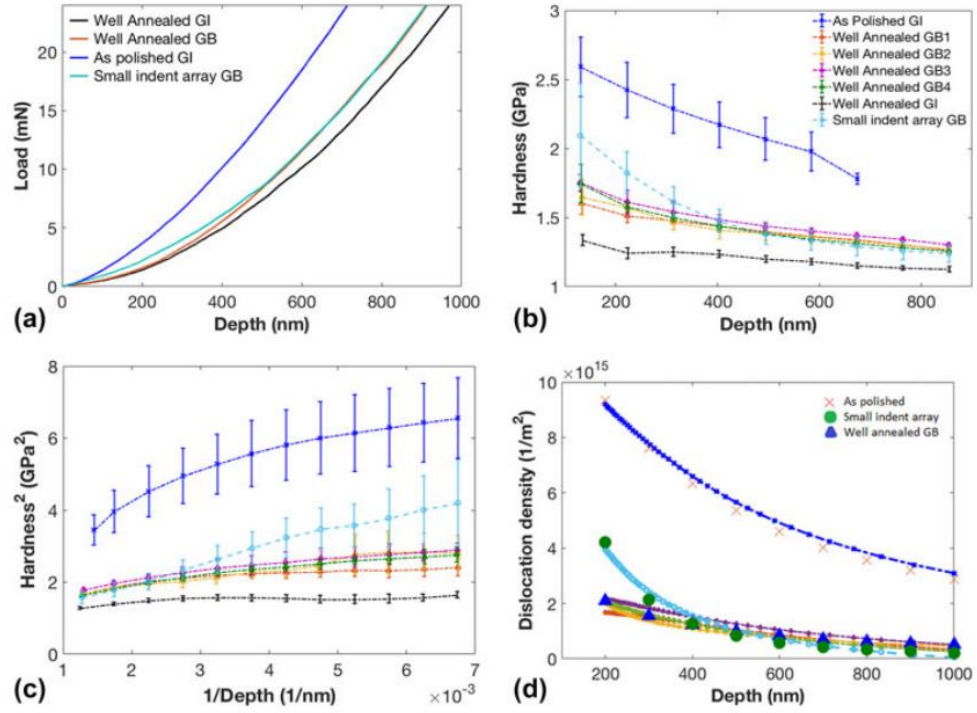 Load (mN)
20
15
10
5
0
0 200 400 600 800 1000
Depth (nm)
Well Annealed GI
Well Annealed GB
As polished GI
Small indent array GB
(a)
Hardness (GPa)
3
2.5
2
1.5
1
200 400 600 800
Depth (nm)
As Polished GI
Well Annealed GB1
Well Annealed GB2
Well Annealed GB3
Well Annealed GB4
Well Annealed GI
Small indent array GB
(b)
Hardness² (GPa²)
8
6
4
2
0
1 2 3 4 5 6 7
1/Depth (1/nm)
×10⁻³
(c)
Dislocation density (1/m²)
×10¹⁵
10
8
6
4
2
0
200 400 600 800 1000
Depth (nm)
As polished
Small indent array
Well annealed GB
(d)